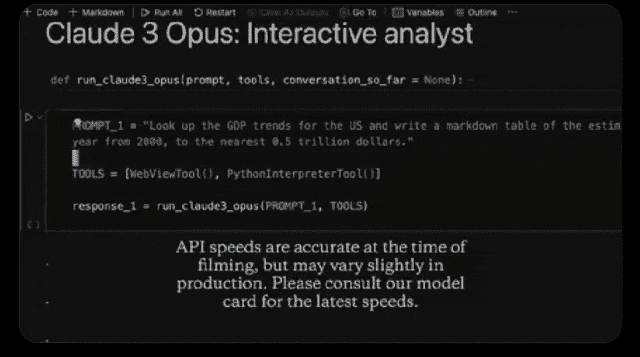 + Code + Markdown Run All Restart Clear All Outputs Go To Variables Outline ...
Claude 3 Opus: Interactive analyst
def run_claude3_opus(prompt, tools, conversation_so_far = None):
PROMPT_1 = "Look up the GDP trends for the US and write a markdown table of the estim
year from 2000, to the nearest 0.5 trillion dollars."
TOOLS = [WebViewTool(), PythonInterpreterTool()]
response_1 = run_claude3_opus(PROMPT_1, TOOLS)
API speeds are accurate at the time of
filming, but may vary slightly in
production. Please consult our model
card for the latest speeds.